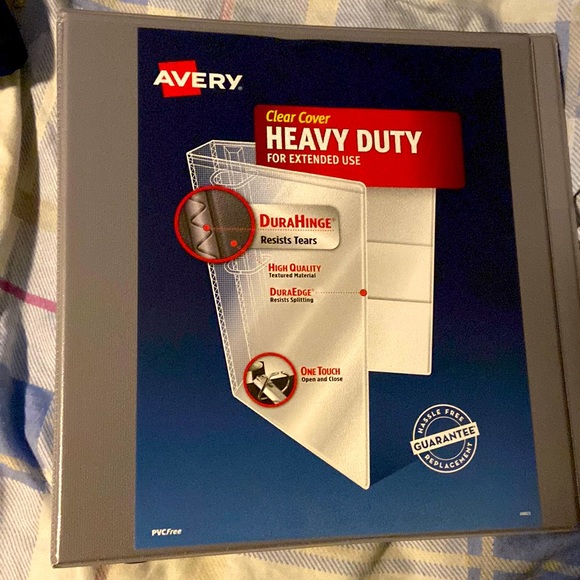 AVERY®
Clear Cover
HEAVY DUTY
FOR EXTENDED USE
DURAHINGE®
Resists Tears
HIGH QUALITY
Textured Material
DURAEDGE®
Resists Splitting
ONE TOUCH
Open and Close
HASSLE FREE
GUARANTEE
REPLACEMENT
PVCFree